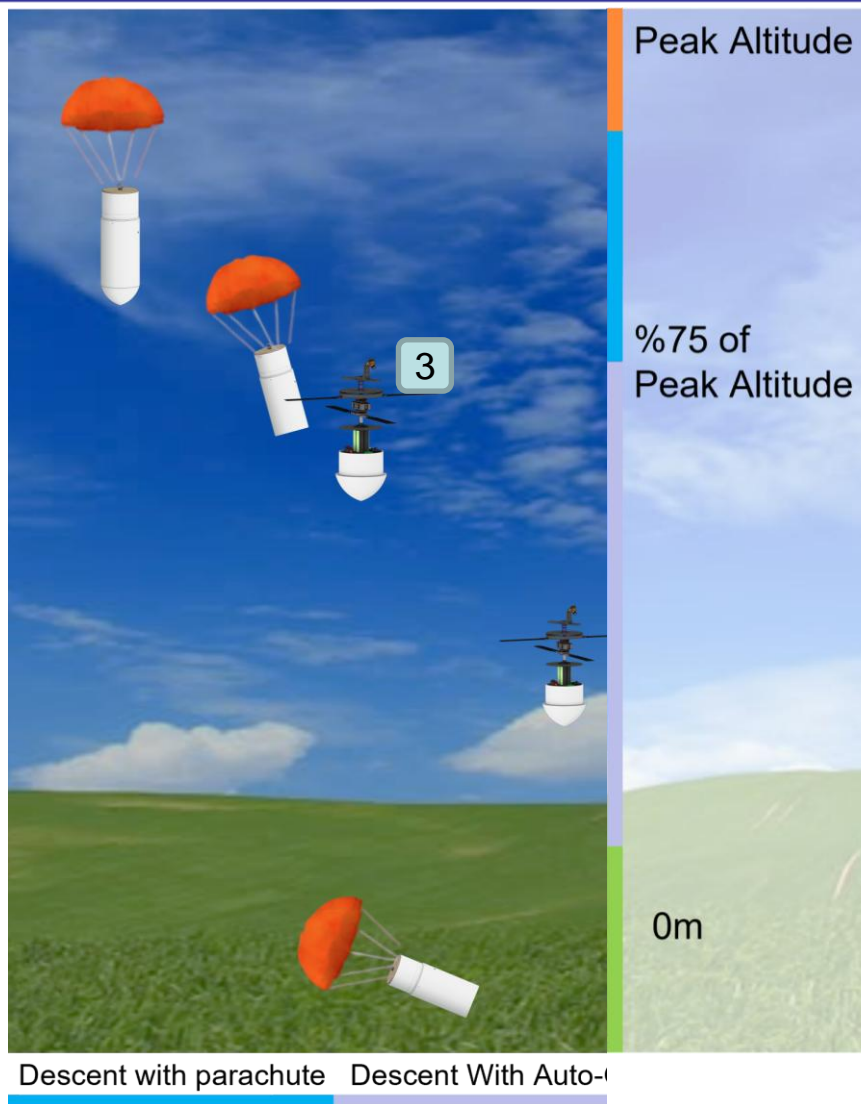 Peak Altitude
3
%75 of
Peak Altitude
0m
Descent with parachute
Descent With Auto-